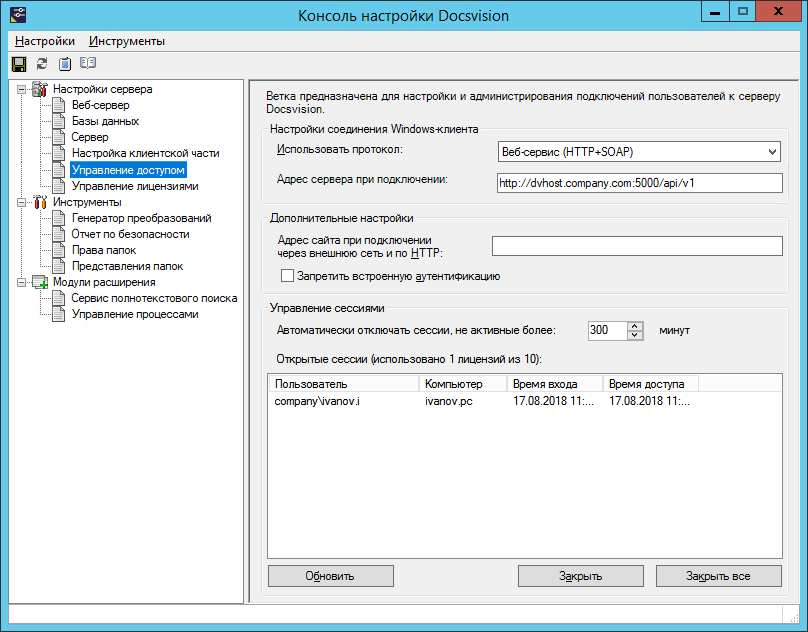 Консоль настройки Docsvision
Настройки Инструменты
Настройки сервера
Веб-сервер
Базы данных
Сервер
Настройка клиентской части
Управление доступом
Управление лицензиями
Инструменты
Генератор преобразований
Отчет по безопасности
Права папок
Представления папок
Модули расширения
Сервис полнотекстового поиска
Управление процессами
Ветка предназначена для настройки и администрирования подключений пользователей к серверу
Docsvision.
Настройки соединения Windows-клиента
Использовать протокол: Веб-сервис (HTTP+SOAP)
Адрес сервера при подключении: http://dvhost.company.com:5000/api/v1
Дополнительные настройки
Адрес сайта при подключении
через внешнюю сеть и по HTTP:
Запретить встроенную аутентификацию
Управление сессиями
Автоматически отключать сессии, не активные более: 300 минут
Открытые сессии (использовано 1 лицензий из 10):
Пользователь Компьютер Время входа Время доступа
company\ivanov.i ivanov.pc 17.08.2018 11:... 17.08.2018 11:...
Обновить Закрыть Закрыть все